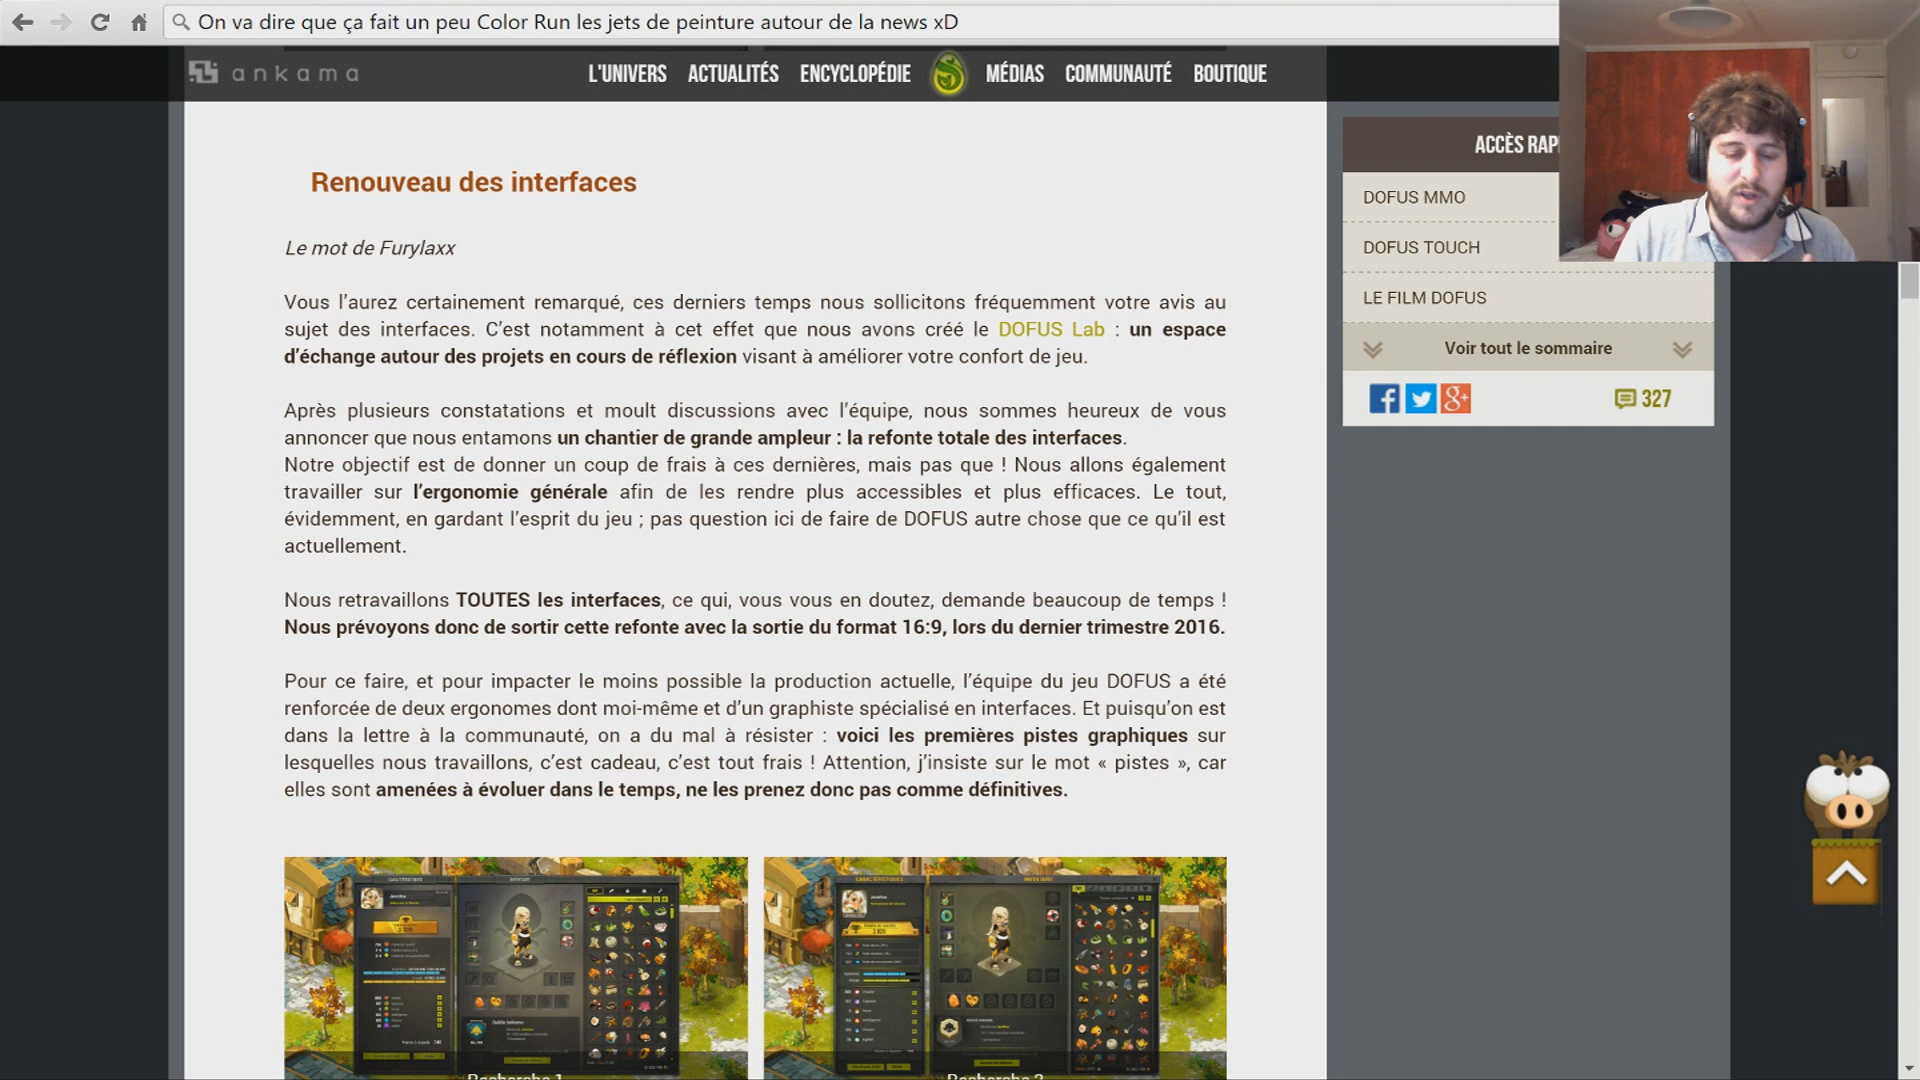 On va dire que ça fait un peu Color Run les jets de peinture autour de la news xD
ankama
L'UNIVERS ACTUALITÉS ENCYCLOPÉDIE MÉDIAS COMMUNAUTÉ BOUTIQUE
Renouveau des interfaces
Le mot de Furylaxx
Vous l'aurez certainement remarqué, ces derniers temps nous sollicitons fréquemment votre avis au
sujet des interfaces. C'est notamment à cet effet que nous avons créé le DOFUS Lab : un espace
d'échange autour des projets en cours de réflexion visant à améliorer votre confort de jeu.
Après plusieurs constatations et moult discussions avec l'équipe, nous sommes heureux de vous
annoncer que nous entamons un chantier de grande ampleur : la refonte totale des interfaces.
Notre objectif est de donner un coup de frais à ces dernières, mais pas que ! Nous allons également
travailler sur l'ergonomie générale afin de les rendre plus accessibles et plus efficaces. Le tout,
évidemment, en gardant l'esprit du jeu ; pas question ici de faire de DOFUS autre chose que ce qu'il est
actuellement.
Nous retravaillons TOUTES les interfaces, ce qui, vous vous en doutez, demande beaucoup de temps !
Nous prévoyons donc de sortir cette refonte avec la sortie du format 16:9, lors du dernier trimestre 2016.
Pour ce faire, et pour impacter le moins possible la production actuelle, l'équipe du jeu DOFUS a été
renforcée de deux ergonomes dont moi-même et d'un graphiste spécialisé en interfaces. Et puisqu'on est
dans la lettre à la communauté, on a du mal à résister : voici les premières pistes graphiques sur
lesquelles nous travaillons, c'est cadeau, c'est tout frais ! Attention, j'insiste sur le mot « pistes », car
elles sont amenées à évoluer dans le temps, ne les prenez donc pas comme définitives.
CARACTÉRISTIQUES INVENTAIRE
CARACTÉRISTIQUES INVENTAIRE
Recherche 1
Recherche 2
ACCÈS RAP
DOFUS MMO
DOFUS TOUCH
LE FILM DOFUS
Voir tout le sommaire
327